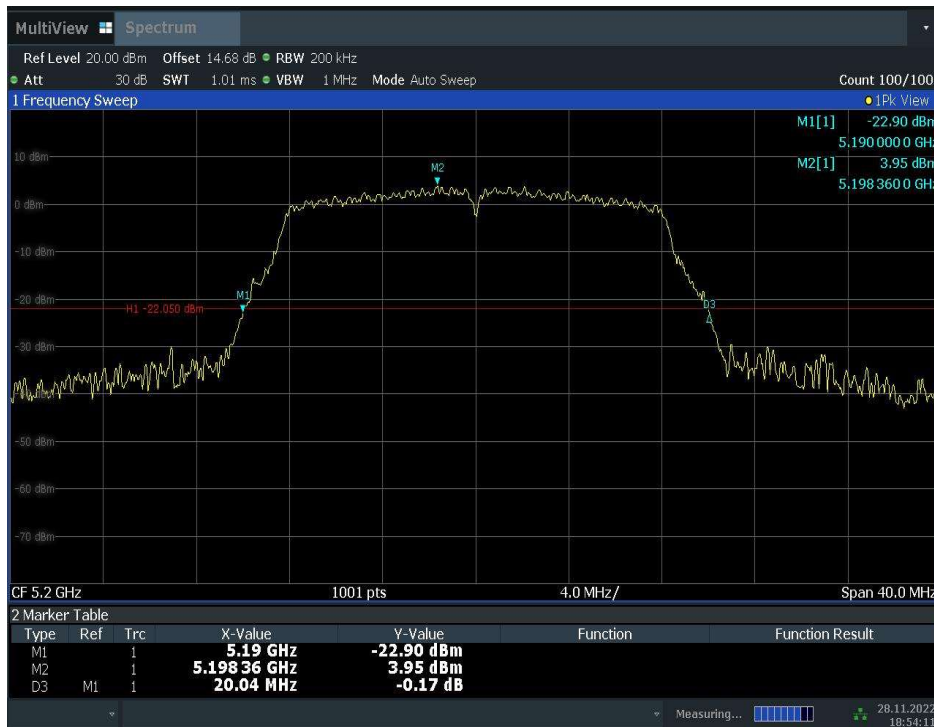 MultiView Spectrum
Ref Level 20.00 dBm Offset 14.68 dB RBW 200 kHz
Att 30 dB SWT 1.01 ms VBW 1 MHz Mode Auto Sweep Count 100/100
1 Frequency Sweep 1Pk View
M1[1] -22.90 dBm
5.190 000 0 GHz
M2[1] 3.95 dBm
5.198 360 0 GHz
10 dBm
M2
0 dBm
-10 dBm
-20 dBm
M1
D3
H1 -22.050 dBm
-30 dBm
-50 dBm
-60 dBm
-70 dBm
CF 5.2 GHz 1001 pts 4.0 MHz/ Span 40.0 MHz
2 Marker Table
Type Ref Trc X-Value Y-Value Function Function Result
M1 1 5.19 GHz -22.90 dBm
M2 1 5.198 36 GHz 3.95 dBm
D3 M1 1 20.04 MHz -0.17 dB
Measuring... 28.11.2022
18:54:11